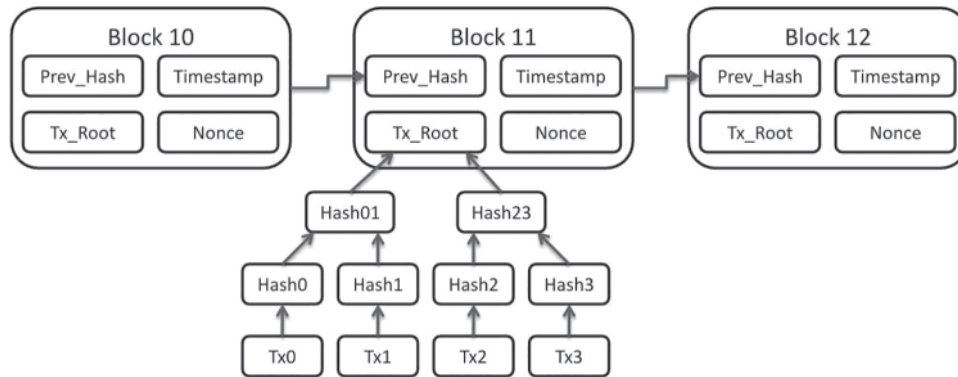 Block 10
Block 11
Block 12
Prev_Hash Timestamp
Prev_Hash Timestamp
Prev_Hash Timestamp
Tx_Root Nonce
Tx_Root Nonce
Tx_Root Nonce
Hash01 Hash23
Hash0 Hash1 Hash2 Hash3
Tx0 Tx1 Tx2 Tx3